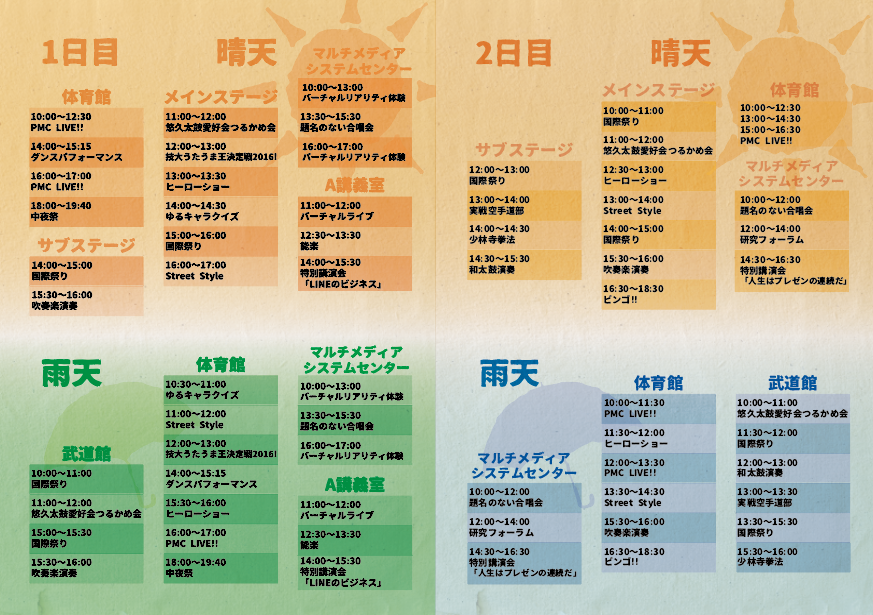 1日目
晴天
体育館
10:00〜12:30
PMC LIVE!!
14:00〜15:15
ダンスパフォーマンス
16:00〜17:00
PMC LIVE!!
18:00〜19:40
中夜祭
サブステージ
14:00〜15:00
国際祭り
15:30〜16:00
吹奏楽演奏
メインステージ
11:00〜12:00
悠久太鼓愛好会つるかめ会
12:00〜13:00
技大うたうま王決定戦2016!
13:00〜13:30
ヒーローショー
14:00〜14:30
ゆるキャラクイズ
15:00〜16:00
国際祭り
16:00〜17:00
Street Style
マルチメディア
システムセンター
10:00〜13:00
バーチャルリアリティ体験
13:30〜15:30
題名のない合唱会
16:00〜17:00
バーチャルリアリティ体験
A講義室
11:00〜12:00
バーチャルライブ
12:30〜13:30
能楽
14:00〜15:30
特別講演会
「LINEのビジネス」
雨天
武道館
10:00〜11:00
国際祭り
11:00〜12:00
悠久太鼓愛好会つるかめ会
15:00〜15:30
国際祭り
15:30〜16:00
吹奏楽演奏
体育館
10:30〜11:00
ゆるキャラクイズ
11:00〜12:00
Street Style
12:00〜13:00
技大うたうま王決定戦2016!
14:00〜15:15
ダンスパフォーマンス
15:30〜16:00
ヒーローショー
16:00〜17:00
PMC LIVE!!
18:00〜19:40
中夜祭
マルチメディア
システムセンター
10:00〜13:00
バーチャルリアリティ体験
13:30〜15:30
題名のない合唱会
16:00〜17:00
バーチャルリアリティ体験
A講義室
11:00〜12:00
バーチャルライブ
12:30〜13:30
能楽
14:00〜15:30
特別講演会
「LINEのビジネス」
2日目
晴天
サブステージ
12:00〜13:00
国際祭り
13:00〜14:00
実戦空手道部
14:00〜14:30
少林寺拳法
14:30〜15:30
和太鼓演奏
メインステージ
10:00〜11:00
国際祭り
11:00〜12:00
悠久太鼓愛好会つるかめ会
12:30〜13:00
ヒーローショー
13:00〜14:00
Street Style
14:00〜15:00
国際祭り
15:30〜16:00
吹奏楽演奏
16:30〜18:30
ビンゴ!!
体育館
10:00〜12:30
13:00〜14:30
15:00〜16:30
PMC LIVE!!
マルチメディア
システムセンター
10:00〜12:00
題名のない合唱会
12:00〜14:00
研究フォーラム
14:30〜16:30
特別講演会
「人生はプレゼンの連続だ」
雨天
マルチメディア
システムセンター
10:00〜12:00
題名のない合唱会
12:00〜14:00
研究フォーラム
14:30〜16:30
特別講演会
「人生はプレゼンの連続だ」
体育館
10:00〜11:30
PMC LIVE!!
11:30〜12:00
ヒーローショー
12:00〜13:30
PMC LIVE!!
13:30〜14:30
Street Style
15:30〜16:00
吹奏楽演奏
16:30〜18:30
ビンゴ!!
武道館
10:00〜11:00
悠久太鼓愛好会つるかめ会
11:30〜12:00
国際祭り
12:00〜13:00
和太鼓演奏
13:00〜13:30
実戦空手道部
13:30〜15:30
国際祭り
15:30〜16:00
少林寺拳法